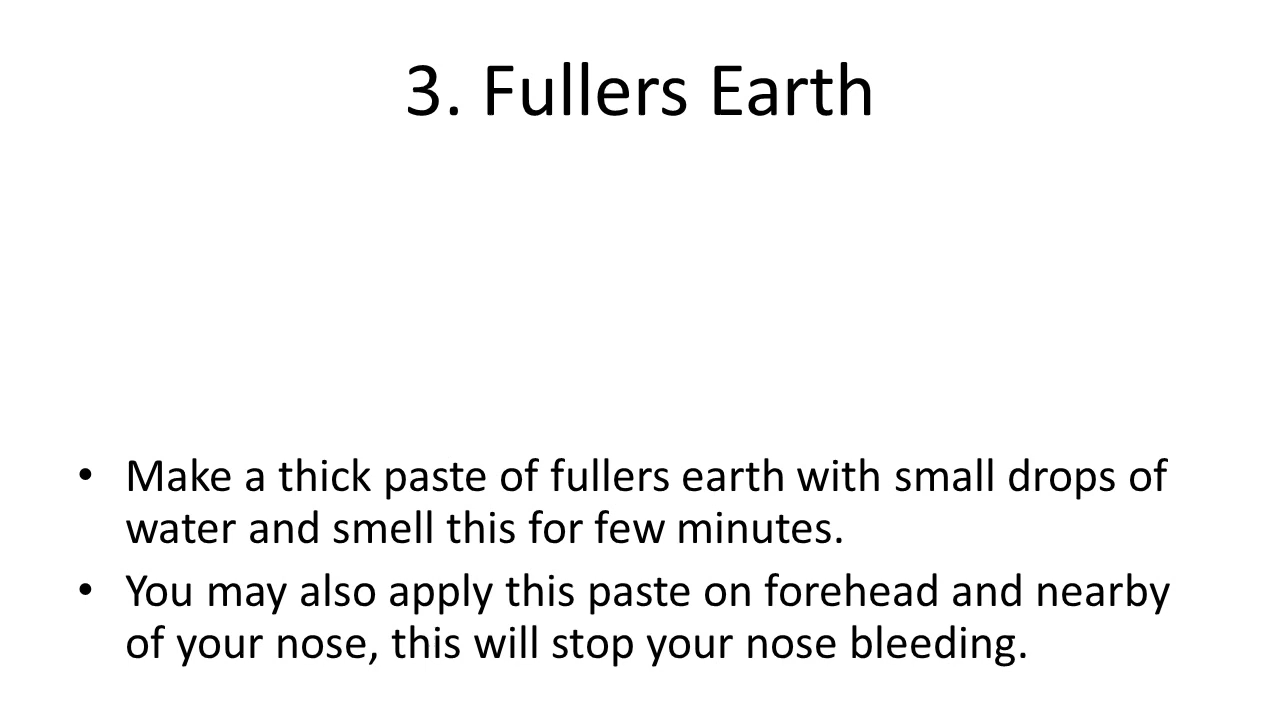 3. Fullers Earth
• Make a thick paste of fullers earth with small drops of
water and smell this for few minutes.
• You may also apply this paste on forehead and nearby
of your nose, this will stop your nose bleeding.